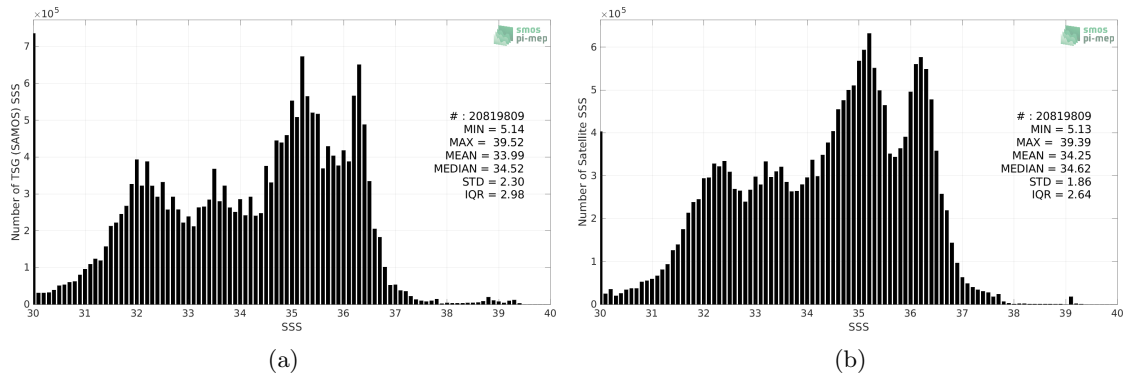 ×10⁵
Number of TSG (SAMOS) SSS
7
6
5
4
3
2
1
0
smos
pi-mep
# : 20819809
MIN = 5.14
MAX = 39.52
MEAN = 33.99
MEDIAN = 34.52
STD = 2.30
IQR = 2.98
30 31 32 33 34 35 36 37 38 39 40
SSS
(a)
×10⁵
Number of Satellite SSS
6
5
4
3
2
1
0
smos
pi-mep
# : 20819809
MIN = 5.13
MAX = 39.39
MEAN = 34.25
MEDIAN = 34.62
STD = 1.86
IQR = 2.64
30 31 32 33 34 35 36 37 38 39 40
SSS
(b)